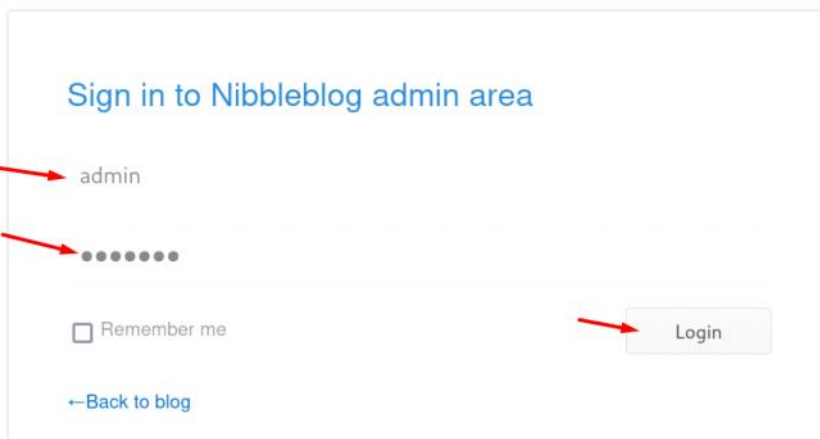 Sign in to Nibbleblog admin area
admin
●●●●●●●
Remember me
Login
←Back to blog